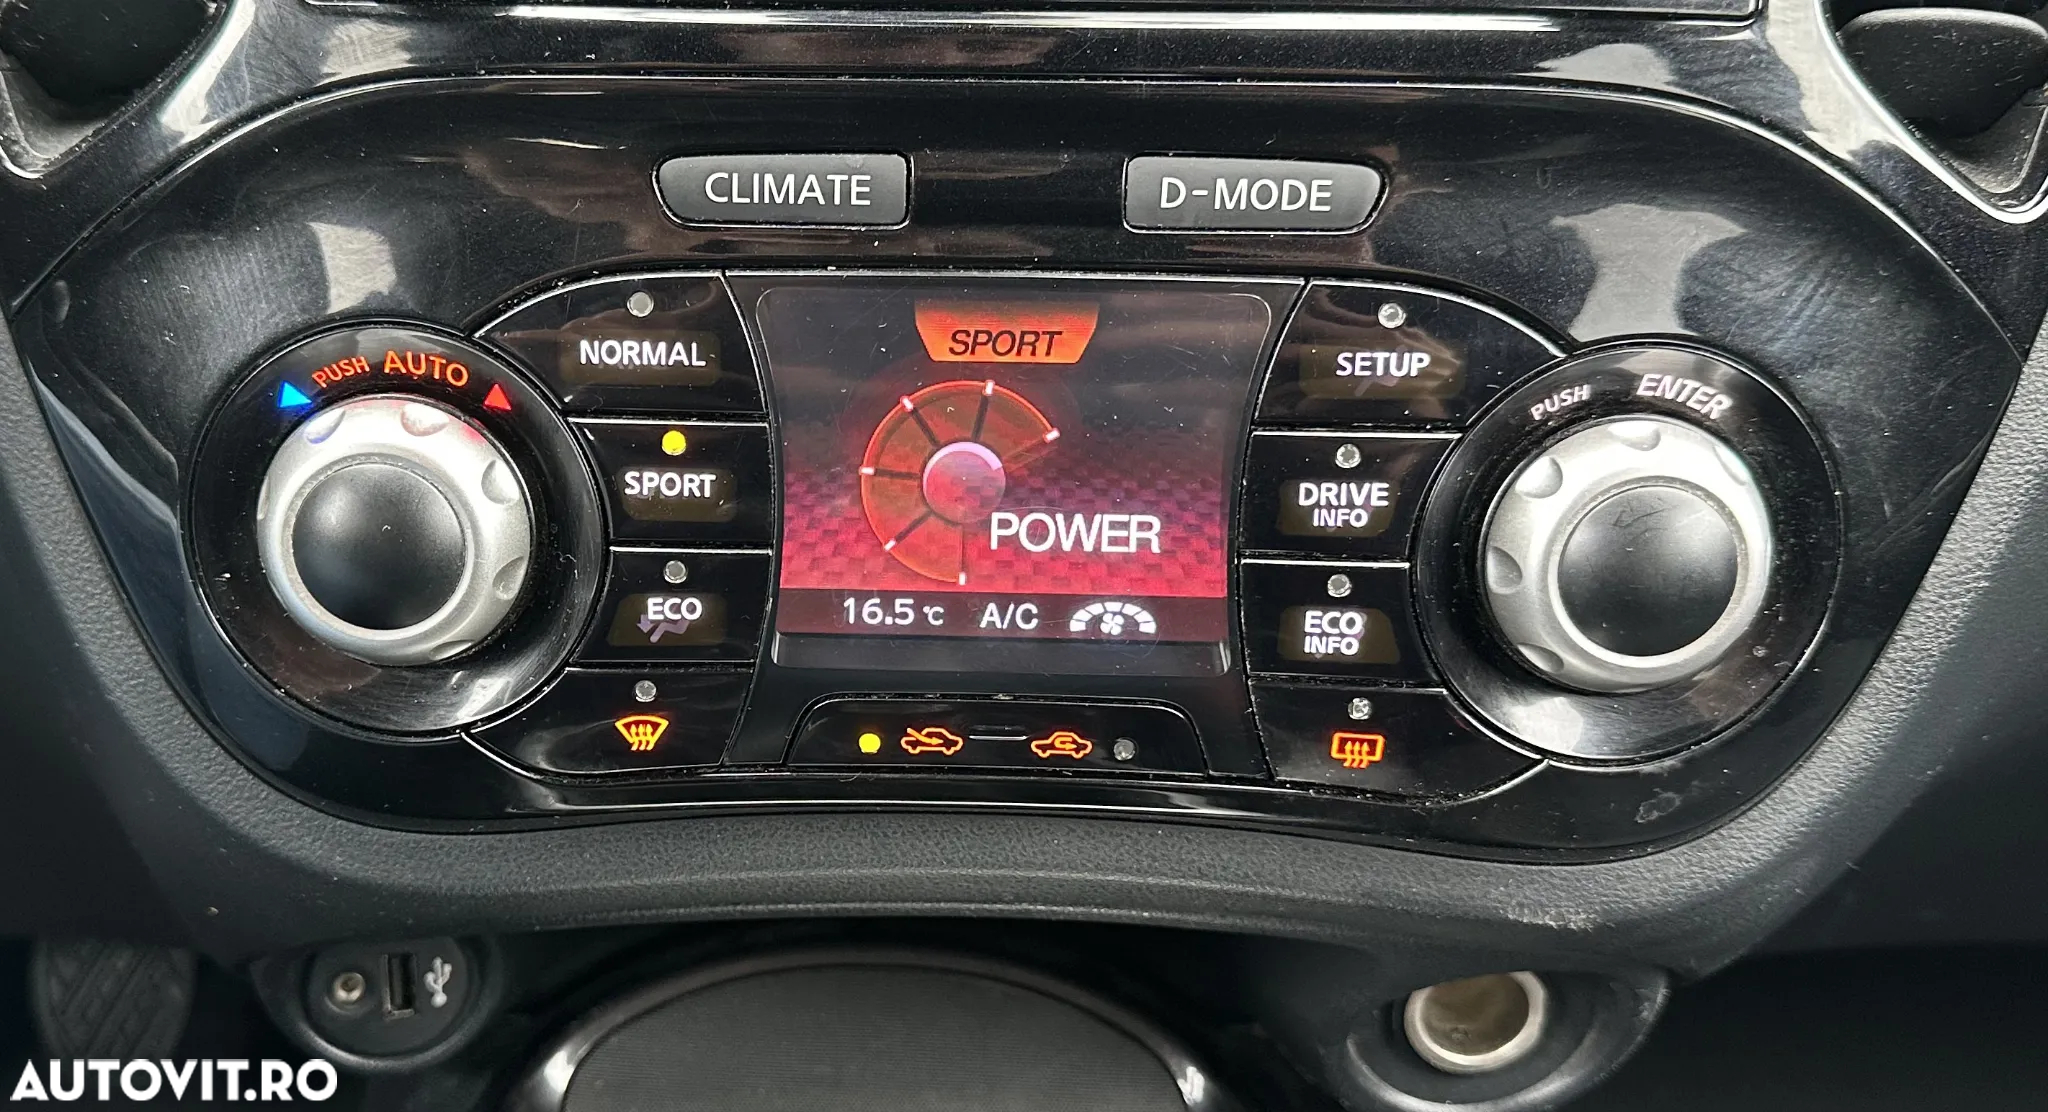 CLIMATE
D-MODE
NORMAL
SPORT
SETUP
PUSH AUTO
PUSH ENTER
SPORT
DRIVE
INFO
POWER
ECO
ECO
INFO
16.5 °C A/C
AUTOVIT.RO